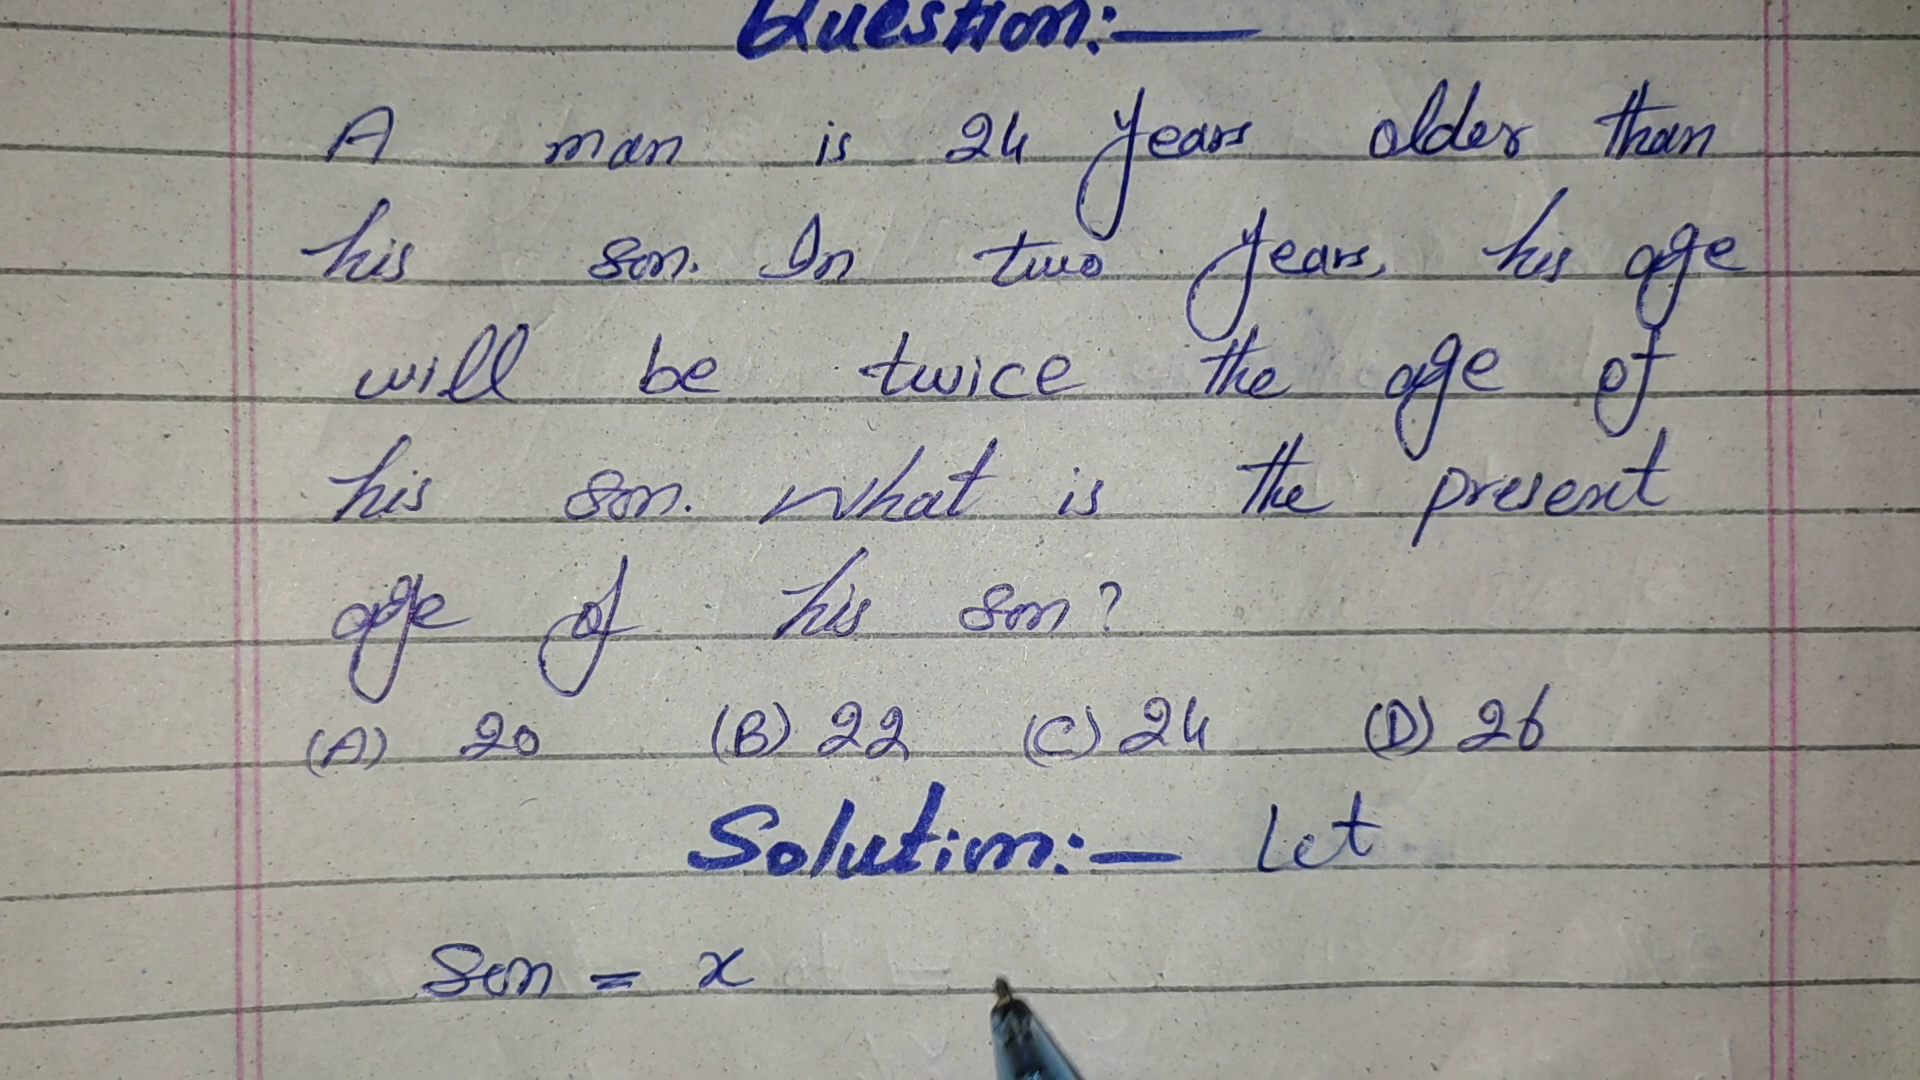 Question:—
A man is 24 years older than
his son. In two years, his age
will be twice the age of
his son. What is the present
age of his son?
(A) 20 (B) 22 (C) 24 (D) 26
Solution:— Let
Son = x